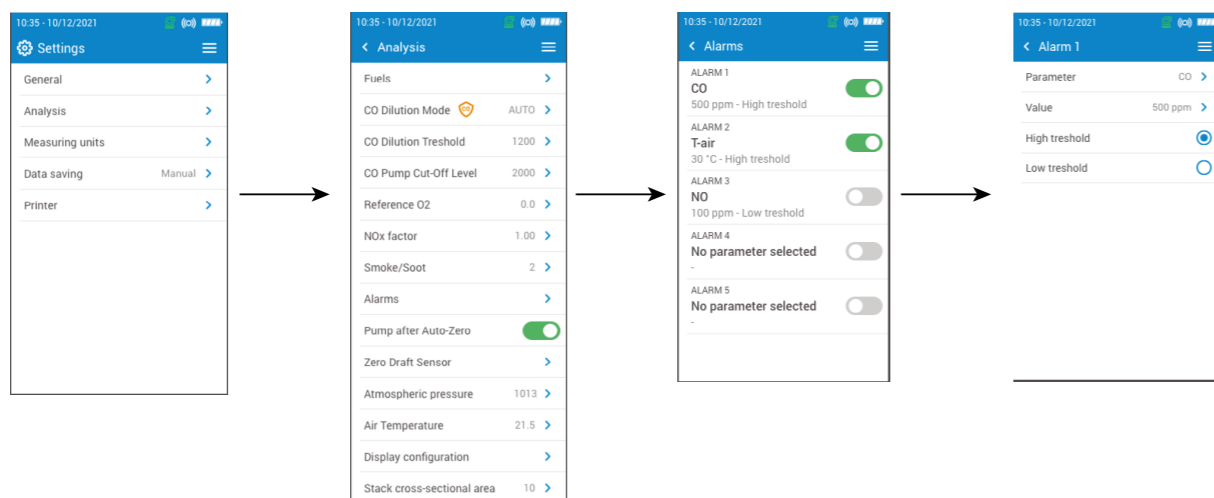 10:35 - 10/12/2021
Settings
General
Analysis
Measuring units
Data saving Manual
Printer
10:35 - 10/12/2021
Analysis
Fuels
CO Dilution Mode CO AUTO
CO Dilution Treshold 1200
CO Pump Cut-Off Level 2000
Reference O2 0.0
NOx factor 1.00
Smoke/Soot 2
Alarms
Pump after Auto-Zero
Zero Draft Sensor
Atmospheric pressure 1013
Air Temperature 21.5
Display configuration
Stack cross-sectional area 10
10:35 - 10/12/2021
Alarms
ALARM 1
CO
500 ppm - High treshold
ALARM 2
T-air
30 °C - High treshold
ALARM 3
NO
100 ppm - Low treshold
ALARM 4
No parameter selected
-
ALARM 5
No parameter selected
-
10:35 - 10/12/2021
Alarm 1
Parameter CO
Value 500 ppm
High treshold
Low treshold